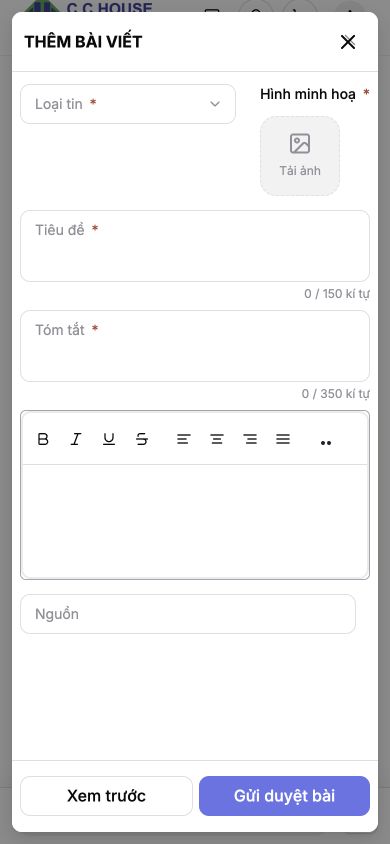 C.C HOUSE
THÊM BÀI VIẾT
Loại tin *
Hình minh hoạ *
Tải ảnh
Tiêu đề *
0 / 150 kí tự
Tóm tắt *
0 / 350 kí tự
B I U S
Nguồn
Xem trước
Gửi duyệt bài